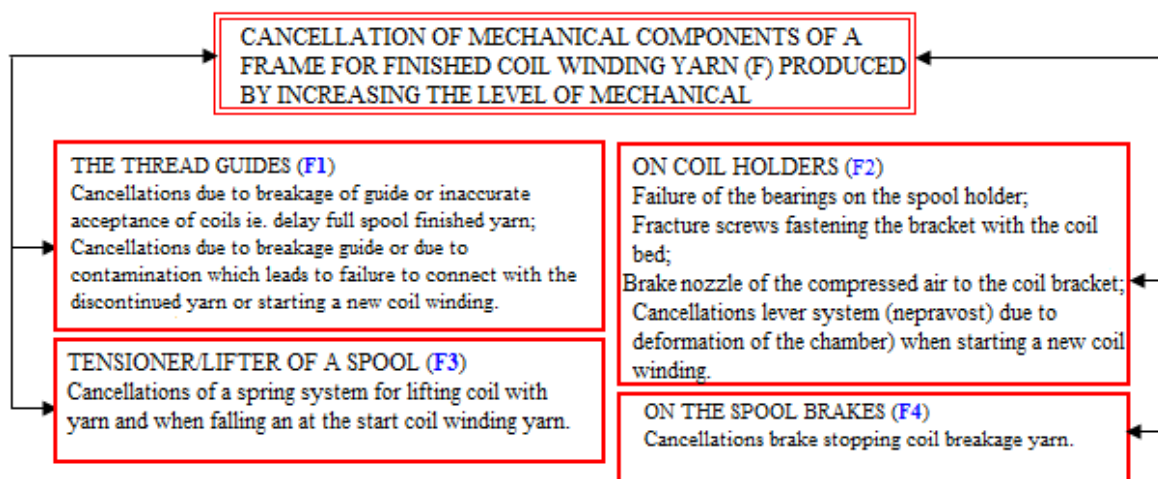 CANCELLATION OF MECHANICAL COMPONENTS OF A
FRAME FOR FINISHED COIL WINDING YARN (F) PRODUCED
BY INCREASING THE LEVEL OF MECHANICAL
THE THREAD GUIDES (F1)
Cancellations due to breakage of guide or inaccurate
acceptance of coils ie. delay full spool finished yarn;
Cancellations due to breakage guide or due to
contamination which leads to failure to connect with the
discontinued yarn or starting a new coil winding.
ON COIL HOLDERS (F2)
Failure of the bearings on the spool holder;
Fracture screws fastening the bracket with the coil
bed;
Brake nozzle of the compressed air to the coil bracket;
Cancellations lever system (nepravost) due to
deformation of the chamber) when starting a new coil
winding.
TENSIONER/LIFTER OF A SPOOL (F3)
Cancellations of a spring system for lifting coil with
yarn and when falling an at the start coil winding yarn.
ON THE SPOOL BRAKES (F4)
Cancellations brake stopping coil breakage yarn.